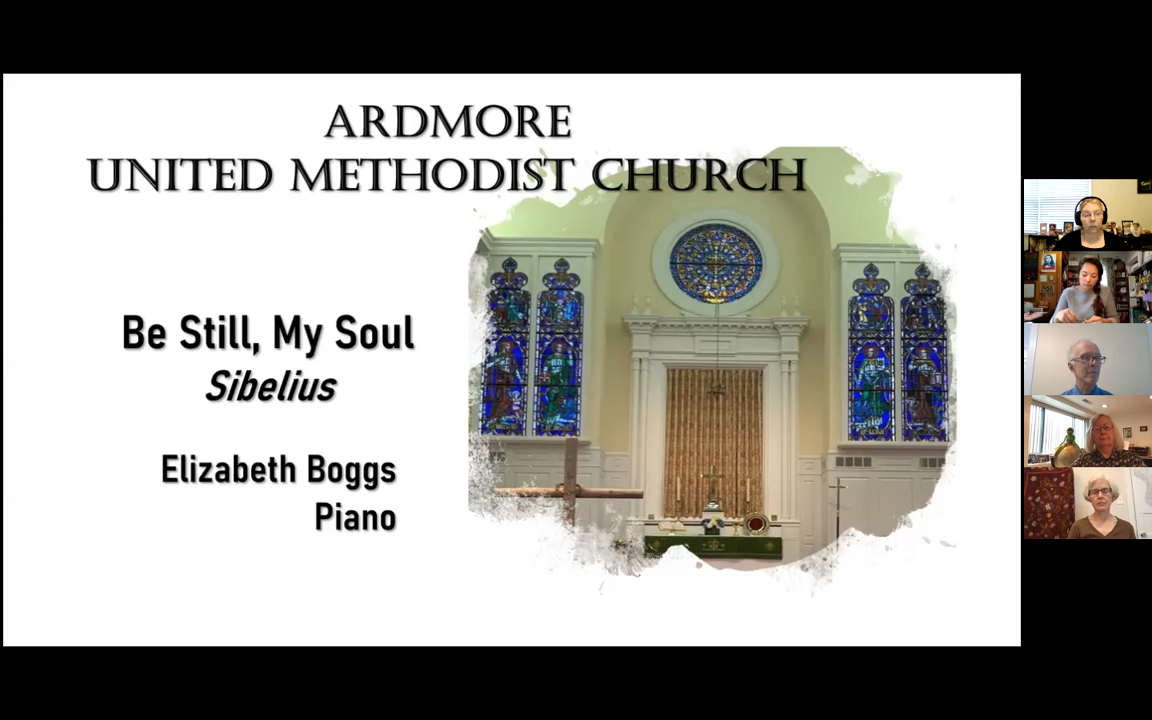 ARDMORE
UNITED METHODIST CHURCH
Be Still, My Soul
Sibelius
Elizabeth Boggs
Piano